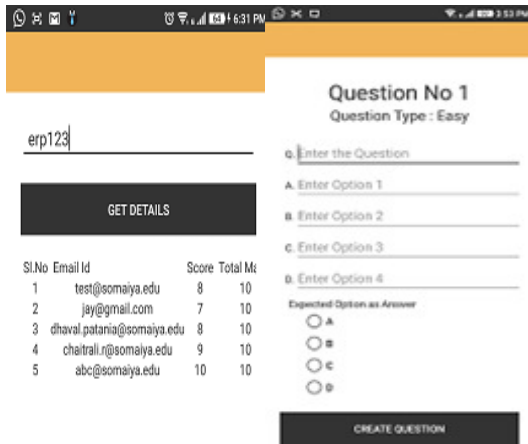 6:31 PM
erp123
GET DETAILS
Sl.No Email Id Score Total Ma
1 test@somaiya.edu 8 10
2 jay@gmail.com 7 10
3 dhaval.patania@somaiya.edu 8 10
4 chaitrali.r@somaiya.edu 9 10
5 abc@somaiya.edu 10 10
3:53 PM
Question No 1
Question Type : Easy
Q. Enter the Question
A. Enter Option 1
B. Enter Option 2
C. Enter Option 3
D. Enter Option 4
Expected Option as Answer
A
B
C
D
CREATE QUESTION